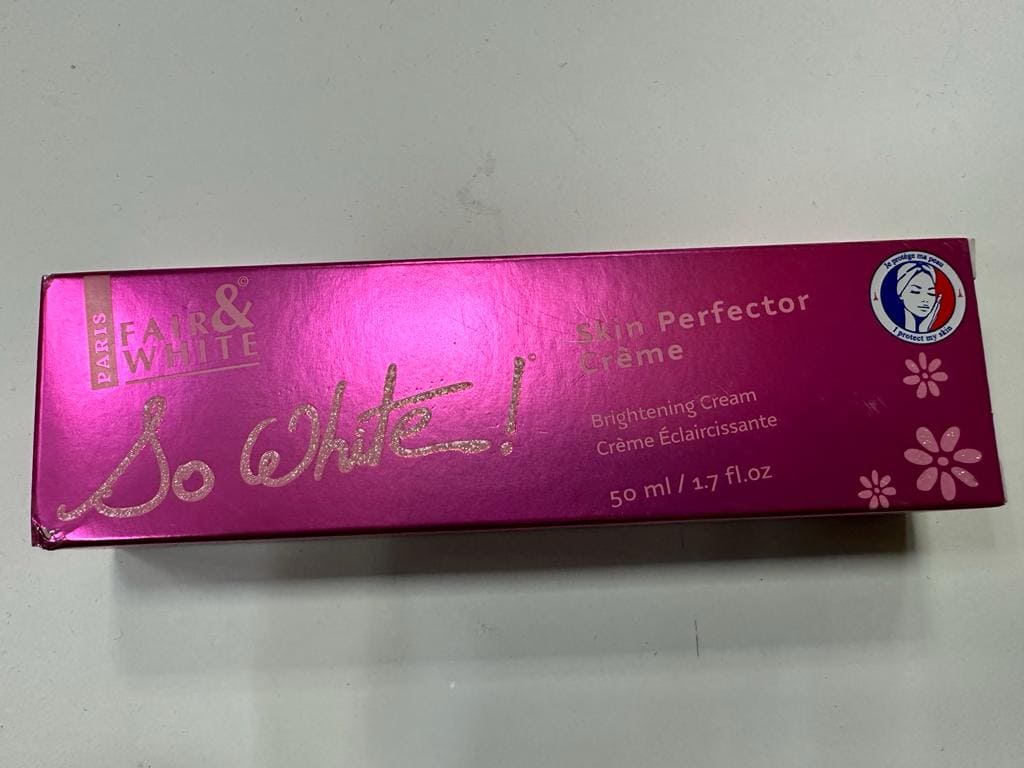 PARIS
FAIR&
WHITE
©
So White!
Skin Perfector
Crème
Brightening Cream
Crème Éclaircissante
50 ml / 1.7 fl.oz
Je protège ma peau
I protect my skin